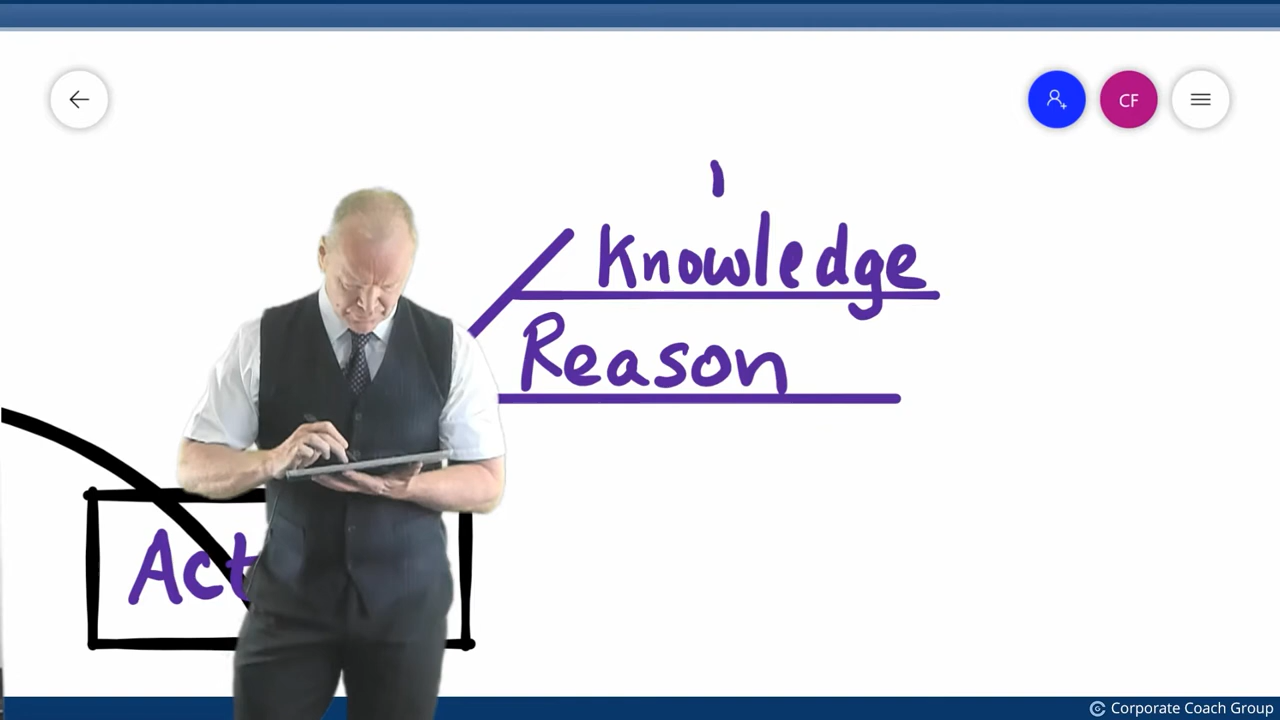 CF
Knowledge
Reason
Act
Corporate Coach Group